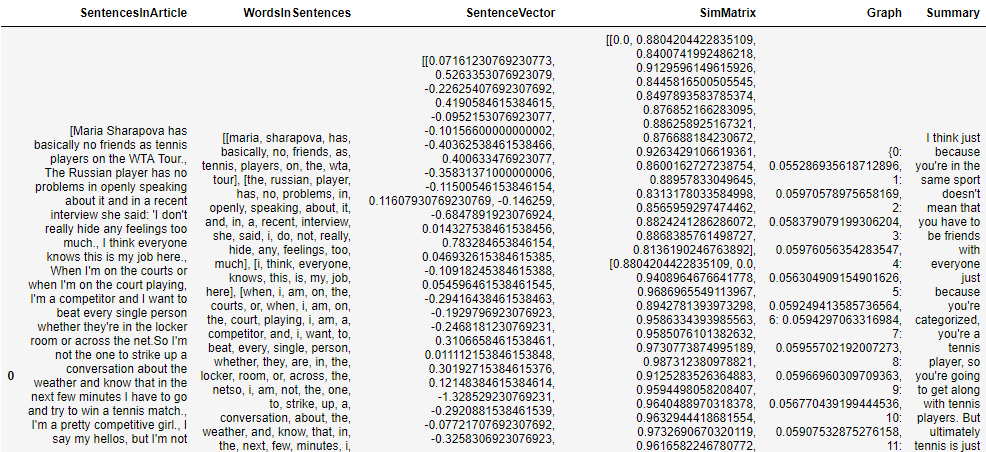 SentencesInArticle WordsInSentences SentenceVector SimMatrix Graph Summary
0
[Maria Sharapova has
basically no friends as tennis
players on the WTA Tour.,
The Russian player has no
problems in openly speaking
about it and in a recent
interview she said: 'I don't
really hide any feelings too
much., I think everyone
knows this is my job here.,
When I'm on the courts or
when I'm on the court playing,
I'm a competitor and I want to
beat every single person
whether they're in the locker
room or across the net.So I'm
not the one to strike up a
conversation about the
weather and know that in the
next few minutes I have to go
and try to win a tennis match.,
I'm a pretty competitive girl., I
say my hellos, but I'm not
[[maria, sharapova, has,
basically, no, friends, as,
tennis, players, on, the, wta,
tour], [the, russian, player,
has, no, problems, in,
openly, speaking, about, it,
and, in, a, recent, interview,
she, said, i, do, not, really,
hide, any, feelings, too,
much], [i, think, everyone,
knows, this, is, my, job,
here], [when, i, am, on, the,
courts, or, when, i, am, on,
the, court, playing, i, am, a,
competitor, and, i, want, to,
beat, every, single, person,
whether, they, are, in, the,
locker, room, or, across, the,
netso, i, am, not, the, one,
to, strike, up, a,
conversation, about, the,
weather, and, know, that, in,
the, next, few, minutes, i,
[[0.07161230769230773,
0.5263353076923079,
-0.22625407692307692,
0.4190584615384615,
-0.0952153076923077,
-0.10156600000000002,
-0.40362538461538466,
0.400633476923077,
-0.35831371000000006,
-0.11500546153846154,
0.11607930769230769, -0.146259,
-0.6847891923076924,
0.014327538461538456,
0.783284653846154,
0.046932615384615385,
-0.10918245384615388,
0.054596461538461545,
-0.29416438461538463,
-0.1929796923076923,
-0.2468181230769231,
0.3106658461538461,
0.011112153846153848,
0.30192715384615376,
0.12148384615384614,
-1.328529230769231,
-0.2920881538461539,
-0.07721707692307692,
-0.3258306923076923,
[[0.0, 0.8804204422835109,
0.8400741992486218,
0.9129596149615926,
0.8445816500505545,
0.8497893583785374,
0.876852166283095,
0.886258925167321,
0.876688184230672,
0.9263429106619361,
0.8600162727238754,
0.88957833049645,
0.8313178033584998,
0.8565959297474462,
0.8824241286286072,
0.8868385761498727,
0.8136190246763892],
[0.8804204422835109, 0.0,
0.9408964676641778,
0.9686965549113967,
0.8942781393973298,
0.9586334393985563,
0.9585076101382632,
0.9730773874995189,
0.987312380978821,
0.9125283526364883,
0.9594498058208407,
0.9640488970318378,
0.9632944418681554,
0.9732690670320119,
0.9616582246780772,
{0:
0.055286935618712896,
1:
0.05970578975658169,
2:
0.058379079199306204,
3:
0.05976056354283547,
4:
0.056304909154901626,
5:
0.059249413585736564,
6: 0.0594297063316984,
7:
0.05955702192007273,
8:
0.05966960309709363,
9:
0.056770439199444536,
10:
0.05907532875276158,
11:
I think just
because
you're in the
same sport
doesn't
mean that
you have to
be friends
with
everyone
just
because
you're
categorized,
you're a
tennis
player, so
you're going
to get along
with tennis
players. But
ultimately
tennis is just